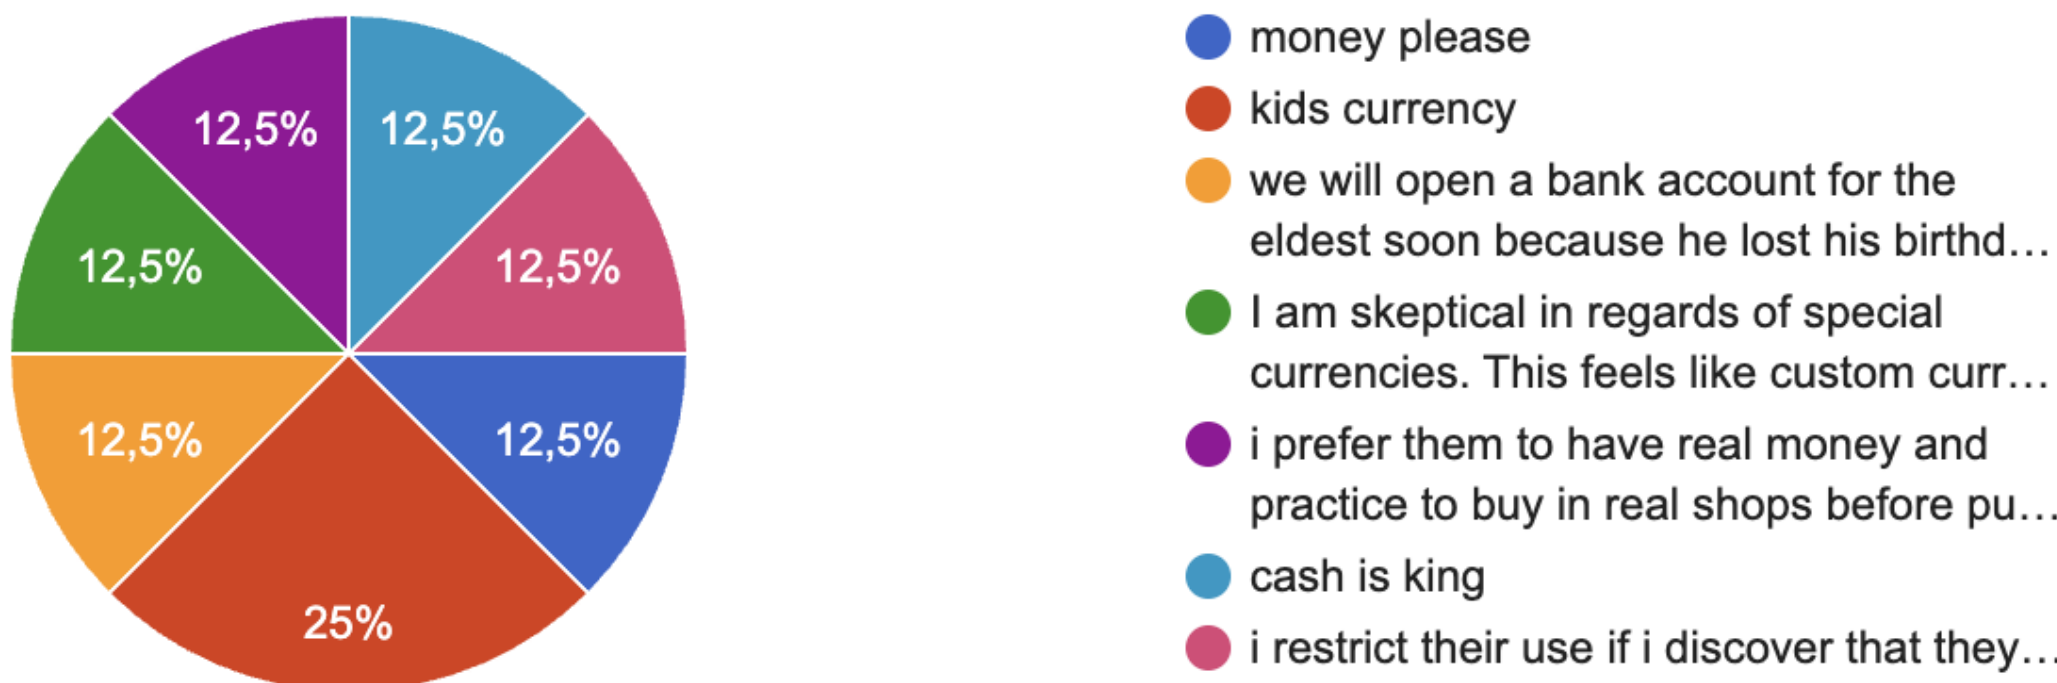 12,5%
12,5%
12,5%
12,5%
12,5%
12,5%
25%
money please
kids currency
we will open a bank account for the
eldest soon because he lost his birthd…
I am skeptical in regards of special
currencies. This feels like custom curr…
i prefer them to have real money and
practice to buy in real shops before pu…
cash is king
i restrict their use if i discover that they…